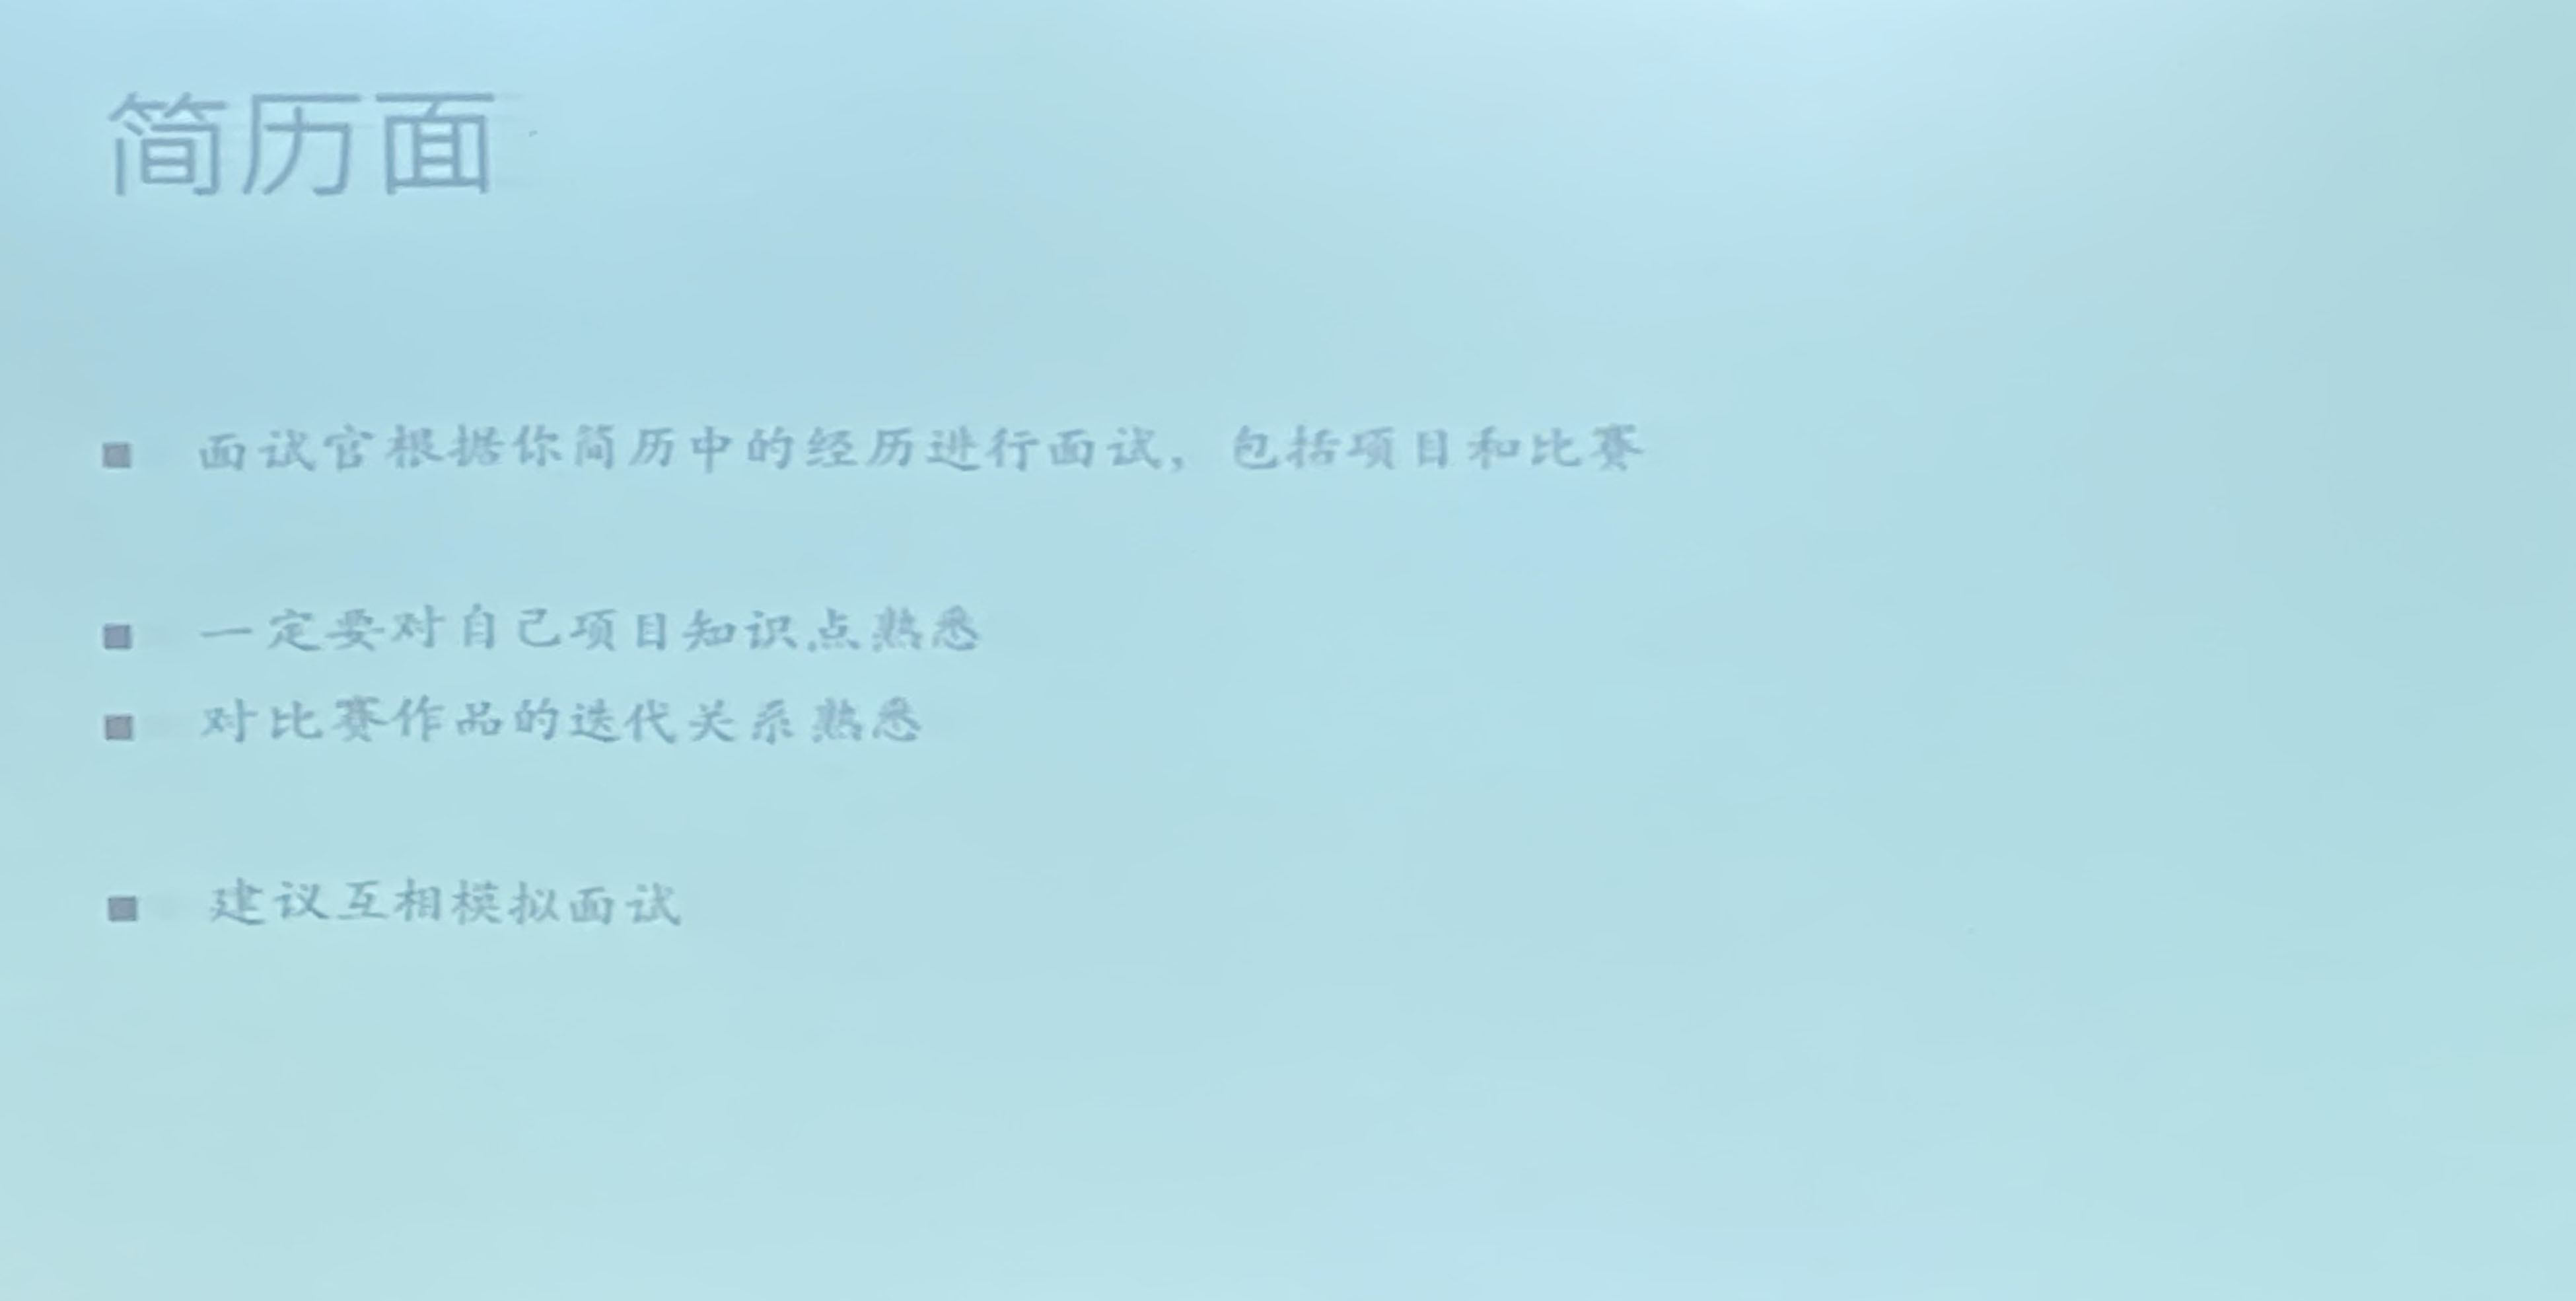 简历面
■ 面试官根据你简历中的经历进行面试，包括项目和比赛
■ 一定要对自己项目知识点熟悉
■ 对比赛作品的迭代关系熟悉
■ 建议互相模拟面试